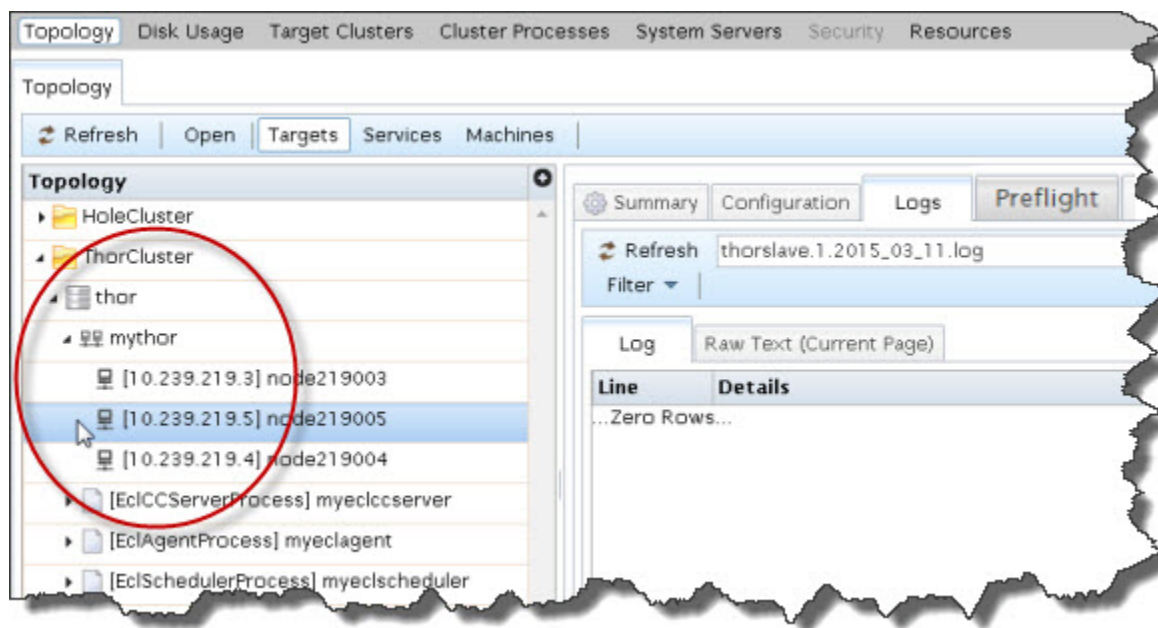 Topology Disk Usage Target Clusters Cluster Processes System Servers Security Resources
Topology
Refresh Open Targets Services Machines
Topology
HoleCluster
ThorCluster
thor
mythor
[10.239.219.3] node219003
[10.239.219.5] node219005
[10.239.219.4] node219004
[EclCCServerProcess] myeclccserver
[EclAgentProcess] myeclagent
[EclSchedulerProcess] myeclscheduler
Summary Configuration Logs Preflight
Refresh thorslave.1.2015_03_11.log
Filter
Log Raw Text (Current Page)
Line Details
...Zero Rows...